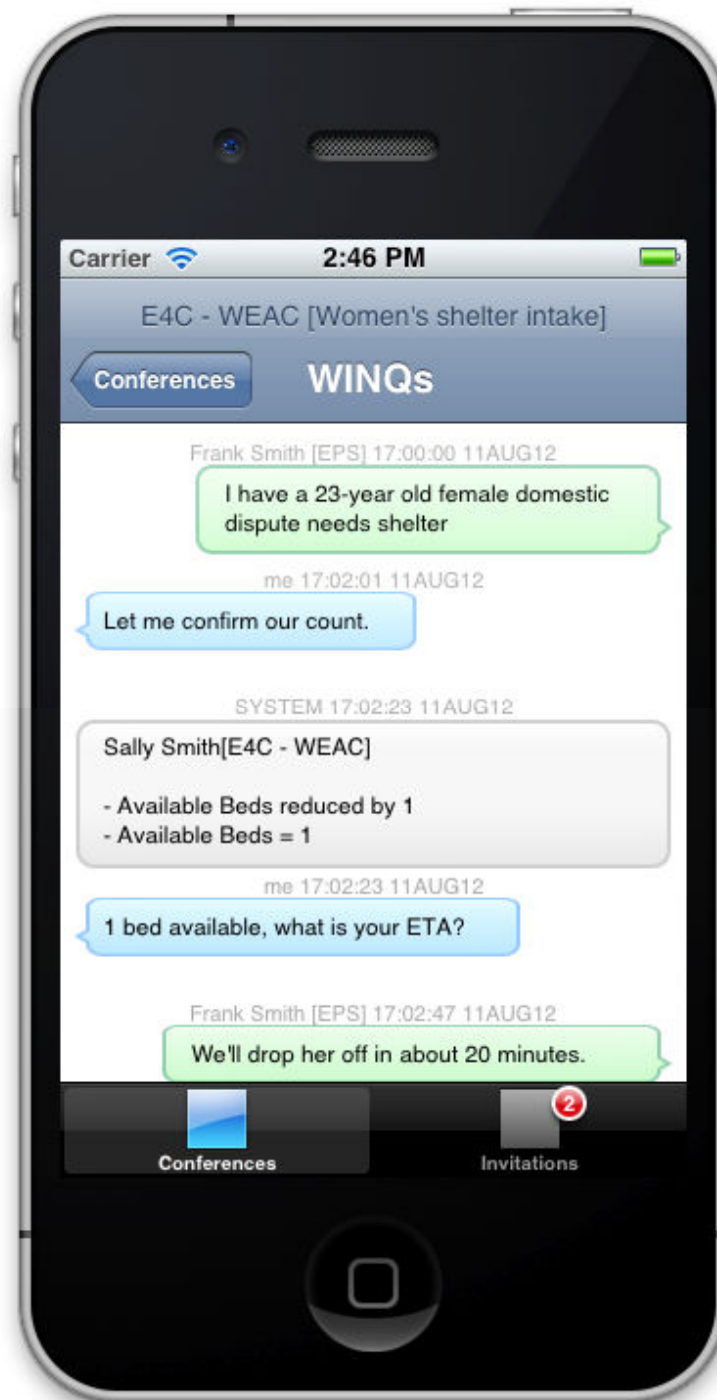 Carrier 2:46 PM
E4C - WEAC [Women's shelter intake]
Conferences WINQs
Frank Smith [EPS] 17:00:00 11AUG12
I have a 23-year old female domestic
dispute needs shelter
me 17:02:01 11AUG12
Let me confirm our count.
SYSTEM 17:02:23 11AUG12
Sally Smith[E4C - WEAC]
- Available Beds reduced by 1
- Available Beds = 1
me 17:02:23 11AUG12
1 bed available, what is your ETA?
Frank Smith [EPS] 17:02:47 11AUG12
We'll drop her off in about 20 minutes.
2
Conferences Invitations